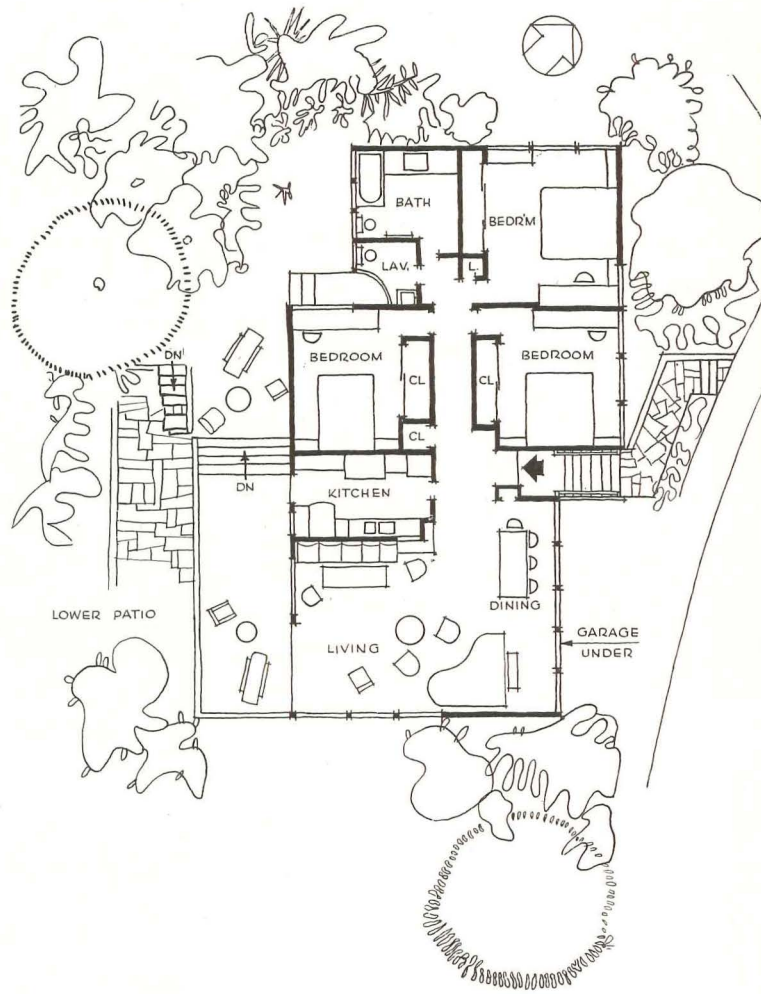 BATH
BEDR'M
LAV.
L.
DN
BEDROOM
CL
CL
BEDROOM
CL
DN
KITCHEN
LOWER PATIO
DINING
LIVING
GARAGE
UNDER